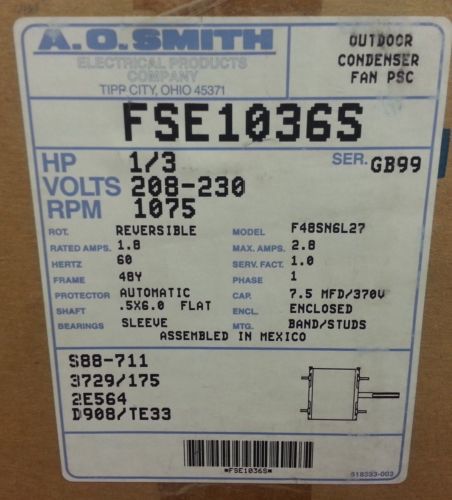 A.O.SMITH
ELECTRICAL PRODUCTS
COMPANY
TIPP CITY, OHIO 45371
OUTDOOR
CONDENSER
FAN PSC
FSE1036S
HP 1/3
SER. GB99
VOLTS 208-230
RPM 1075
ROT. REVERSIBLE MODEL F48SN6L27
RATED AMPS. 1.8 MAX. AMPS. 2.8
HERTZ 60 SERV. FACT. 1.0
FRAME 48Y PHASE 1
PROTECTOR AUTOMATIC CAP. 7.5 MFD/370V
SHAFT .5X6.0 FLAT ENCL. ENCLOSED
BEARINGS SLEEVE MTG. BAND/STUDS
ASSEMBLED IN MEXICO
S88-711
3729/175
2E564
D908/TE33
*FSE1036S*
618333-003